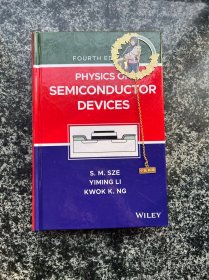 FOURTH ED
PHYSICS O
SEMICONDUCTOR
DEVICES
S. M. SZE
YIMING LI
KWOK K. NG
WILEY